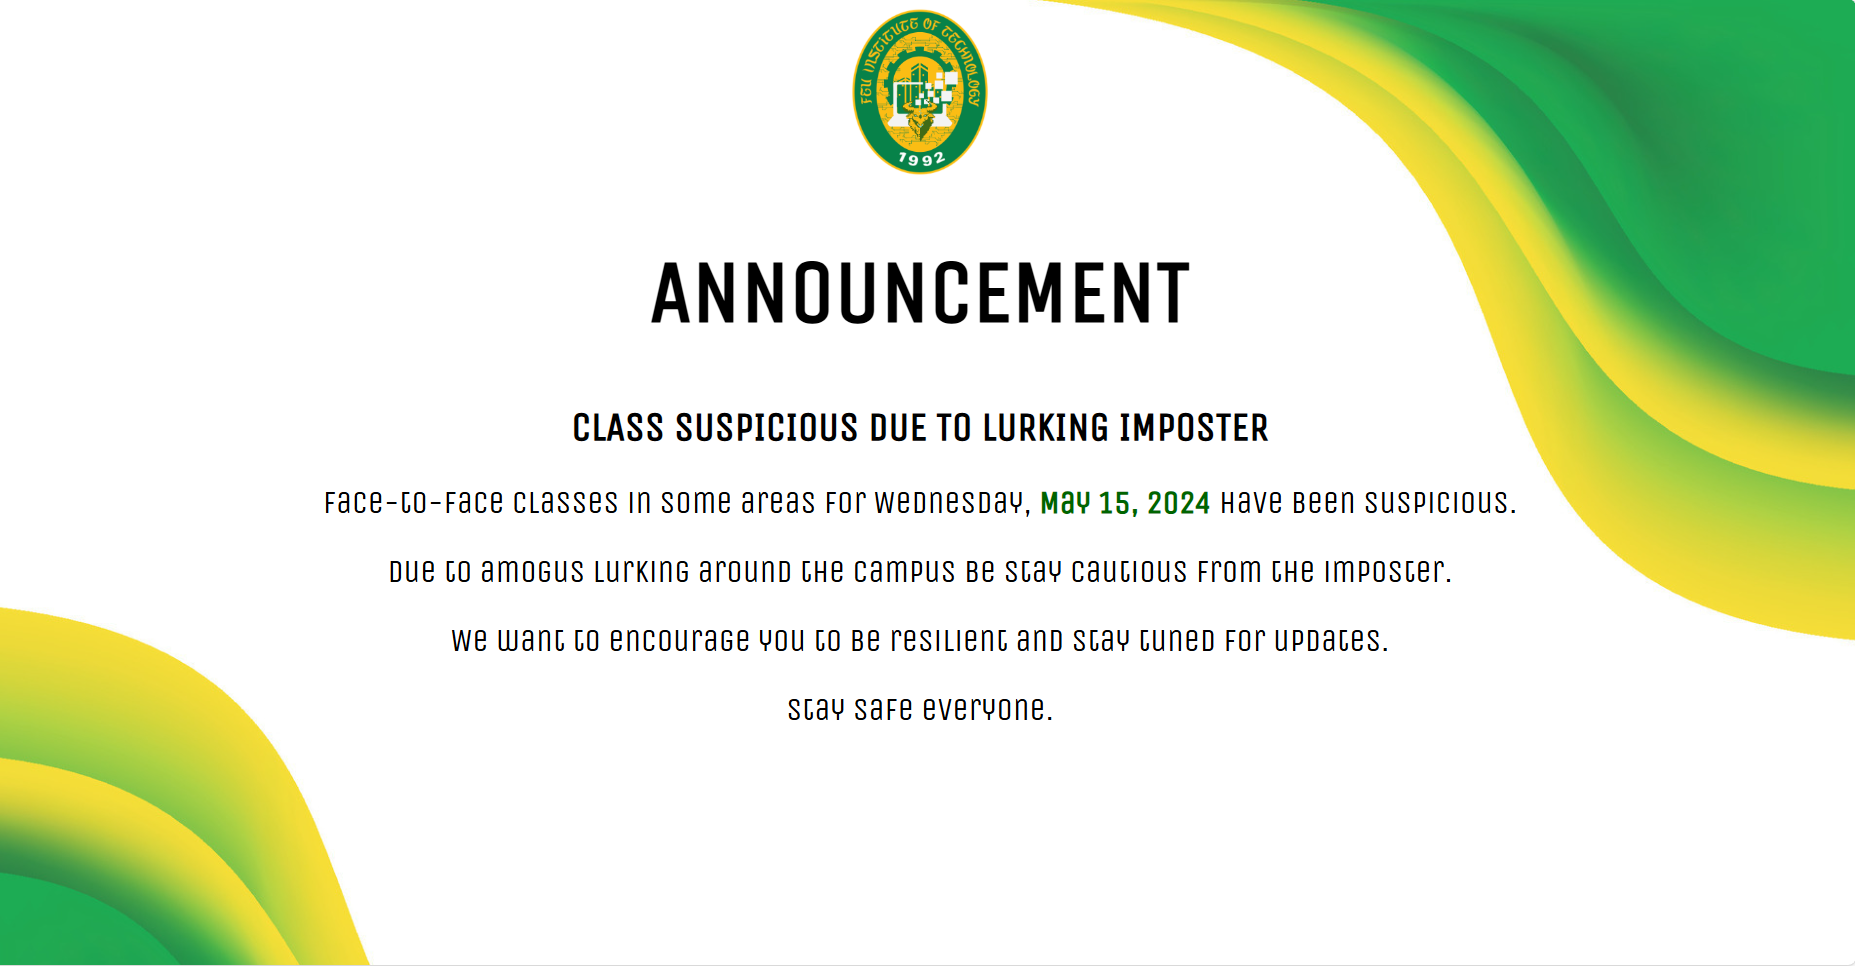 FEU INSTITUTE OF TECHNOLOGY
1992
ANNOUNCEMENT
CLASS SUSPICIOUS DUE TO LURKING IMPOSTER
Face-to-face classes in some areas for Wednesday, May 15, 2024 have been suspicious.
Due to amogus lurking around the campus be stay cautious from the imposter.
We want to encourage you to be resilient and stay tuned for updates.
Stay safe everyone.